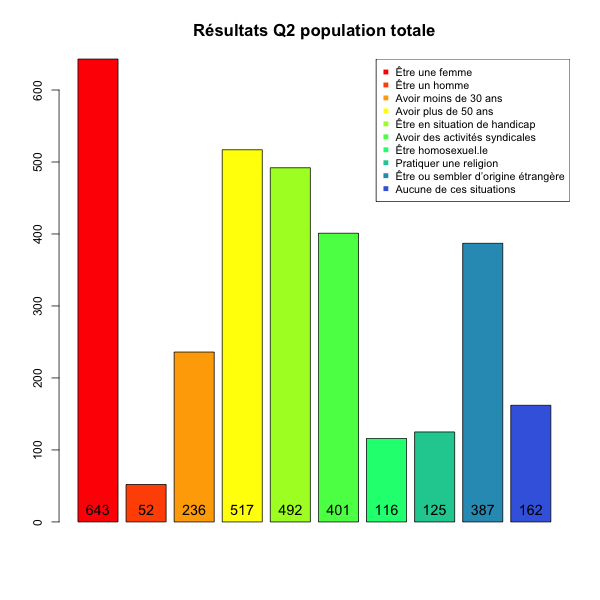 Résultats Q2 population totale
Être une femme
Être un homme
Avoir moins de 30 ans
Avoir plus de 50 ans
Être en situation de handicap
Avoir des activités syndicales
Être homosexuel.le
Pratiquer une religion
Être ou sembler d'origine étrangère
Aucune de ces situations
600
500
400
300
200
100
0
643 52 236 517 492 401 116 125 387 162